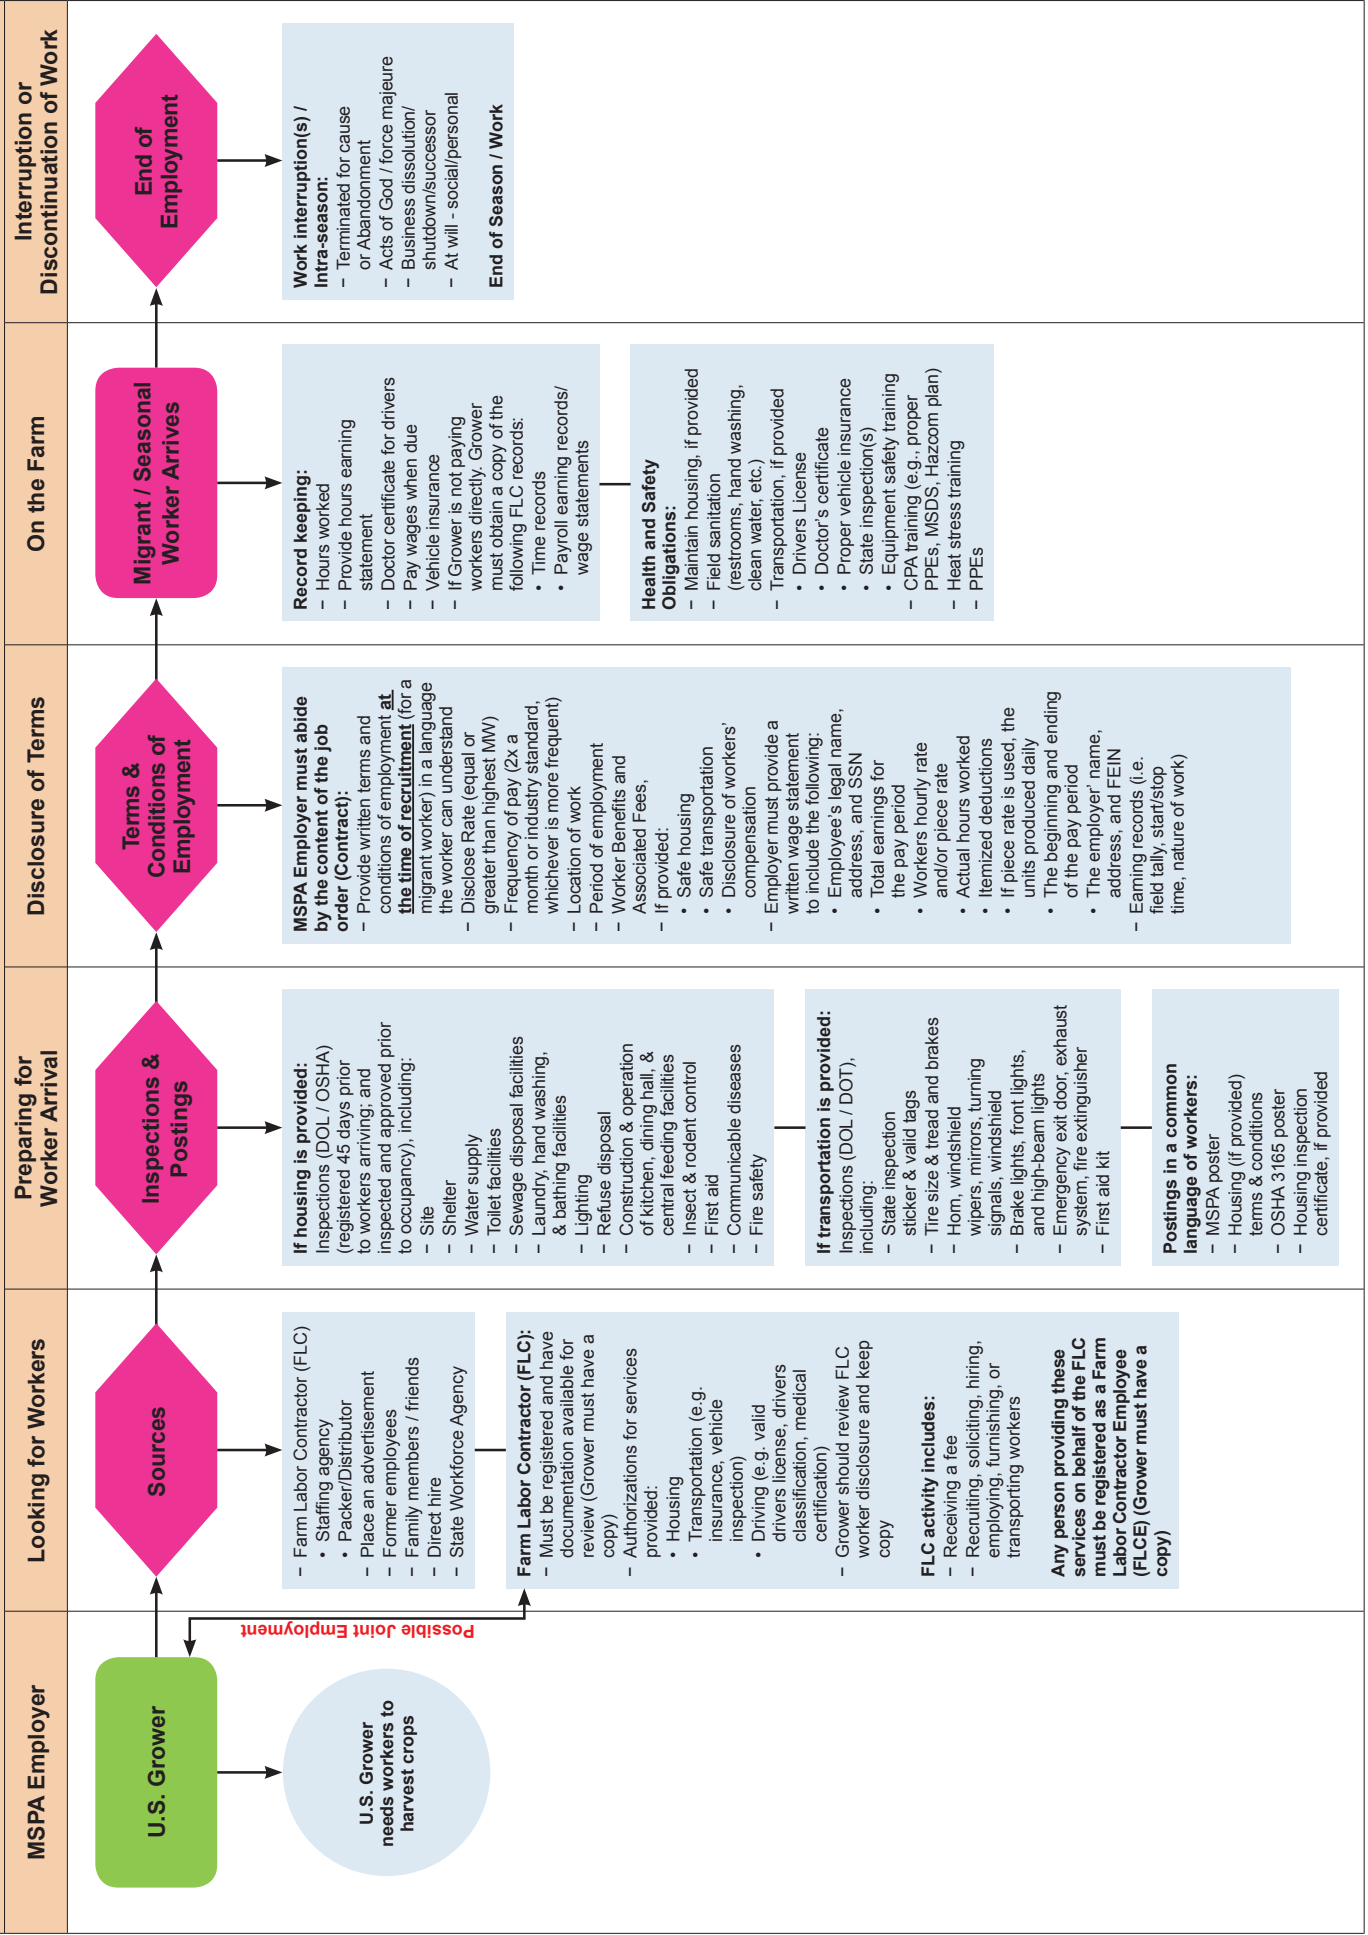 MSPA Employer
Looking for Workers
Preparing for
Worker Arrival
Disclosure of Terms
On the Farm
Interruption or
Discontinuation of Work
U.S. Grower
Sources
Inspections &
Postings
Terms &
Conditions of
Employment
Migrant / Seasonal
Worker Arrives
End of
Employment
U.S. Grower
needs workers to
harvest crops
Possible Joint Employment
– Farm Labor Contractor (FLC)
• Staffing agency
• Packer/Distributor
– Place an advertisement
– Former employees
– Family members / friends
– Direct hire
– State Workforce Agency
Farm Labor Contractor (FLC):
– Must be registered and have
documentation available for
review (Grower must have a
copy)
– Authorizations for services
provided:
• Housing
• Transportation (e.g.
insurance, vehicle
inspection)
• Driving (e.g. valid
drivers license, drivers
classification, medical
certification)
– Grower should review FLC
worker disclosure and keep
copy
FLC activity includes:
– Receiving a fee
– Recruiting, soliciting, hiring,
employing, furnishing, or
transporting workers
Any person providing these
services on behalf of the FLC
must be registered as a Farm
Labor Contractor Employee
(FLCE) (Grower must have a
copy)
If housing is provided:
Inspections (DOL / OSHA)
(registered 45 days prior
to workers arriving; and
inspected and approved prior
to occupancy), including:
– Site
– Shelter
– Water supply
– Toilet facilities
– Sewage disposal facilities
– Laundry, hand washing,
& bathing facilities
– Lighting
– Refuse disposal
– Construction & operation
of kitchen, dining hall, &
central feeding facilities
– Insect & rodent control
– First aid
– Communicable diseases
– Fire safety
If transportation is provided:
Inspections (DOL / DOT),
including:
– State inspection
sticker & valid tags
– Tire size & tread and brakes
– Horn, windshield
wipers, mirrors, turning
signals, windshield
– Brake lights, front lights,
and high-beam lights
– Emergency exit door, exhaust
system, fire extinguisher
– First aid kit
Postings in a common
language of workers:
– MSPA poster
– Housing (if provided)
terms & conditions
– OSHA 3165 poster
– Housing inspection
certificate, if provided
MSPA Employer must abide
by the content of the job
order (Contract):
– Provide written terms and
conditions of employment at
the time of recruitment (for a
migrant worker) in a language
the worker can understand
– Disclose Rate (equal or
greater than highest MW)
– Frequency of pay (2x a
month or industry standard,
whichever is more frequent)
– Location of work
– Period of employment
– Worker Benefits and
Associated Fees,
– If provided:
• Safe housing
• Safe transportation
• Disclosure of workers’
compensation
– Employer must provide a
written wage statement
to include the following:
• Employee’s legal name,
address, and SSN
• Total earnings for
the pay period
• Workers hourly rate
and/or piece rate
• Actual hours worked
• Itemized deductions
• If piece rate is used, the
units produced daily
• The beginning and ending
of the pay period
• The employer’ name,
address, and FEIN
– Earning records (i.e.
field tally, start/stop
time, nature of work)
Record keeping:
– Hours worked
– Provide hours earning
statement
– Doctor certificate for drivers
– Pay wages when due
– Vehicle insurance
– If Grower is not paying
workers directly. Grower
must obtain a copy of the
following FLC records:
• Time records
• Payroll earning records/
wage statements
Health and Safety
Obligations:
– Maintain housing, if provided
– Field sanitation
(restrooms, hand washing,
clean water, etc.)
– Transportation, if provided
• Drivers License
• Doctor’s certificate
• Proper vehicle insurance
• State inspection(s)
• Equipment safety training
– CPA training (e.g., proper
PPEs, MSDS, Hazcom plan)
– Heat stress training
– PPEs
Work interruption(s) /
Intra-season:
– Terminated for cause
or Abandonment
– Acts of God / force majeure
– Business dissolution/
shutdown/successor
– At will - social/personal
End of Season / Work